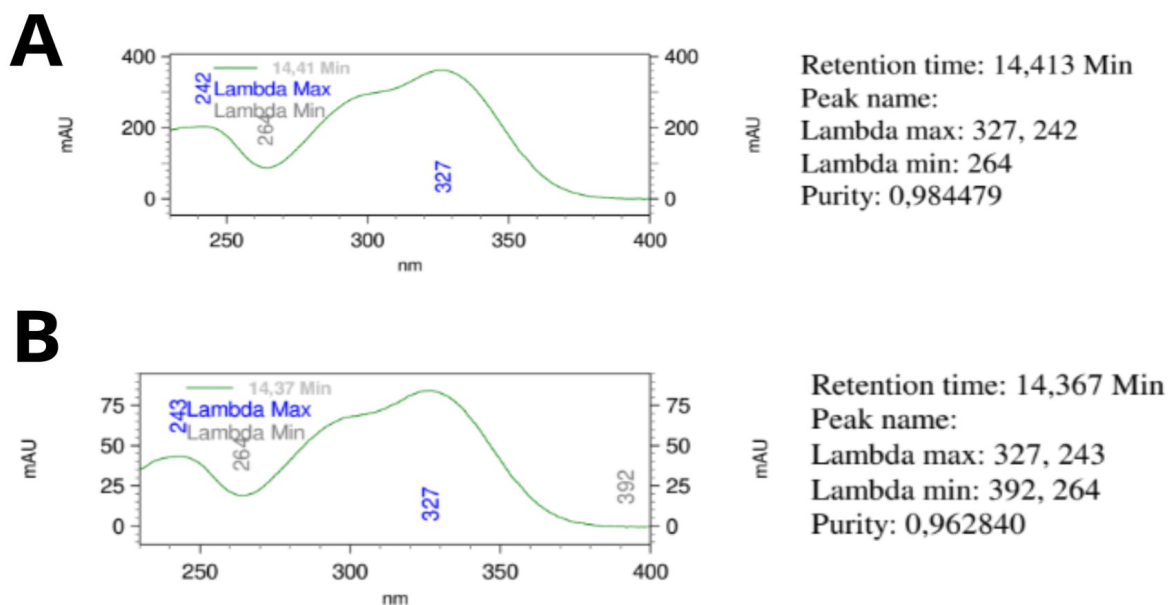 A
400
200
0
mAU
14,41 Min
Lambda Max
Lambda Min
242
264
327
400
200
0
mAU
250
300
350
400
nm
Retention time: 14,413 Min
Peak name:
Lambda max: 327, 242
Lambda min: 264
Purity: 0,984479
B
75
50
25
0
mAU
14,37 Min
Lambda Max
Lambda Min
243
264
327
392
75
50
25
0
mAU
250
300
350
400
nm
Retention time: 14,367 Min
Peak name:
Lambda max: 327, 243
Lambda min: 392, 264
Purity: 0,962840